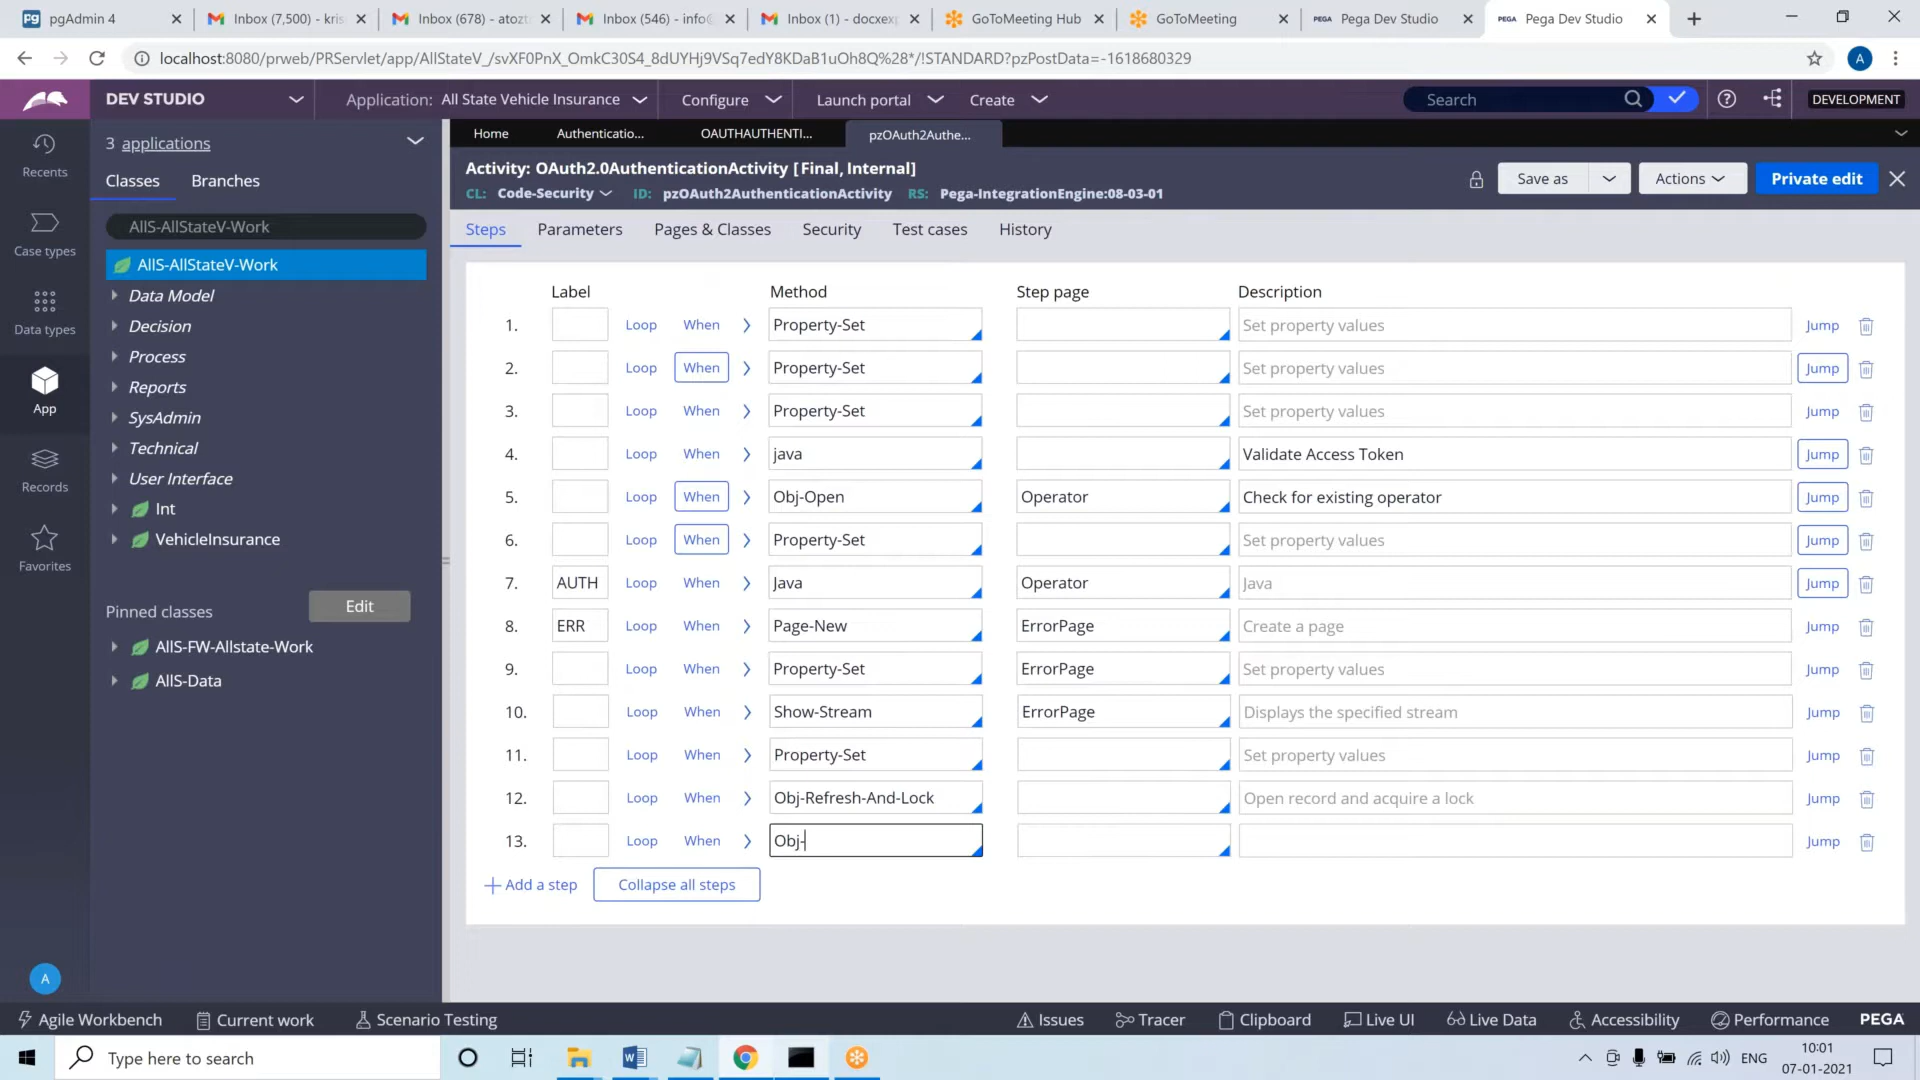 pgAdmin 4
Inbox (7,500) - kris
Inbox (678) - atozt
Inbox (546) - info@
Inbox (1) - docxexp
GoToMeeting Hub
GoToMeeting
PEGA Pega Dev Studio
PEGA Pega Dev Studio
localhost:8080/prweb/PRServlet/app/AllStateV_/svXF0PnX_OmkC30S4_8dUYHj9VSq7edY8KDaB1uOh8Q%28*/!STANDARD?pzPostData=-1618680329
A
DEV STUDIO
Application: All State Vehicle Insurance
Configure
Launch portal
Create
Search
DEVELOPMENT
Recents
Case types
Data types
App
Records
Favorites
A
3 applications
Classes
Branches
AllS-AllStateV-Work
AllS-AllStateV-Work
Data Model
Decision
Process
Reports
SysAdmin
Technical
User Interface
Int
VehicleInsurance
Pinned classes
Edit
AllS-FW-Allstate-Work
AllS-Data
Home
Authenticatio...
OAUTHAUTHENTI...
pzOAuth2Authe...
Activity: OAuth2.0AuthenticationActivity [Final, Internal]
CL: Code-Security ID: pzOAuth2AuthenticationActivity RS: Pega-IntegrationEngine:08-03-01
Save as
Actions
Private edit
Steps
Parameters
Pages & Classes
Security
Test cases
History
Label Method Step page Description
1. Loop When Property-Set Set property values Jump
2. Loop When Property-Set Set property values Jump
3. Loop When Property-Set Set property values Jump
4. Loop When java Validate Access Token Jump
5. Loop When Obj-Open Operator Check for existing operator Jump
6. Loop When Property-Set Set property values Jump
7. AUTH Loop When Java Operator Java Jump
8. ERR Loop When Page-New ErrorPage Create a page Jump
9. Loop When Property-Set ErrorPage Set property values Jump
10. Loop When Show-Stream ErrorPage Displays the specified stream Jump
11. Loop When Property-Set Set property values Jump
12. Loop When Obj-Refresh-And-Lock Open record and acquire a lock Jump
13. Loop When Obj- Jump
Add a step
Collapse all steps
Agile Workbench
Current work
Scenario Testing
Issues
Tracer
Clipboard
Live UI
Live Data
Accessibility
Performance
PEGA
Type here to search
ENG
10:01
07-01-2021